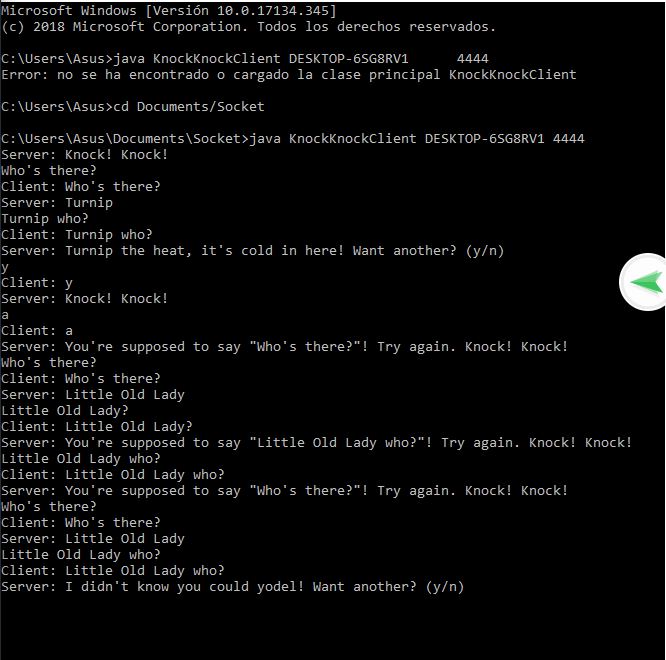 Microsoft Windows [Versión 10.0.17134.345]
(c) 2018 Microsoft Corporation. Todos los derechos reservados.
C:\Users\Asus>java KnockKnockClient DESKTOP-6SG8RV1      4444
Error: no se ha encontrado o cargado la clase principal KnockKnockClient
C:\Users\Asus>cd Documents/Socket
C:\Users\Asus\Documents\Socket>java KnockKnockClient DESKTOP-6SG8RV1 4444
Server: Knock! Knock!
Who's there?
Client: Who's there?
Server: Turnip
Turnip who?
Client: Turnip who?
Server: Turnip the heat, it's cold in here! Want another? (y/n)
y
Client: y
Server: Knock! Knock!
a
Client: a
Server: You're supposed to say "Who's there?"! Try again. Knock! Knock!
Who's there?
Client: Who's there?
Server: Little Old Lady
Little Old Lady?
Client: Little Old Lady?
Server: You're supposed to say "Little Old Lady who?"! Try again. Knock! Knock!
Little Old Lady who?
Client: Little Old Lady who?
Server: You're supposed to say "Who's there?"! Try again. Knock! Knock!
Who's there?
Client: Who's there?
Server: Little Old Lady
Little Old Lady who?
Client: Little Old Lady who?
Server: I didn't know you could yodel! Want another? (y/n)